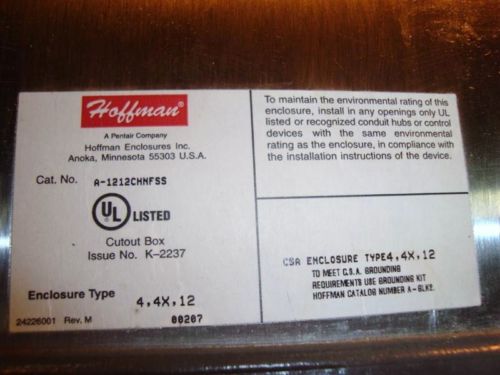 Hoffman®
A Pentair Company
Hoffman Enclosures Inc.
Anoka, Minnesota 55303 U.S.A.
Cat. No. A-1212CHNFSS
UL® LISTED
Cutout Box
Issue No. K-2237
Enclosure Type 4,4X,12
24226001 Rev. M 00207
To maintain the environmental rating of this
enclosure, install in any openings only UL
listed or recognized conduit hubs or control
devices with the same environmental
rating as the enclosure, in compliance with
the installation instructions of the device.
CSA ENCLOSURE TYPE4,4X,12
TO MEET C.S.A. GROUNDING
REQUIREMENTS USE GROUNDING KIT
HOFFMAN CATALOG NUMBER A-GLK2.